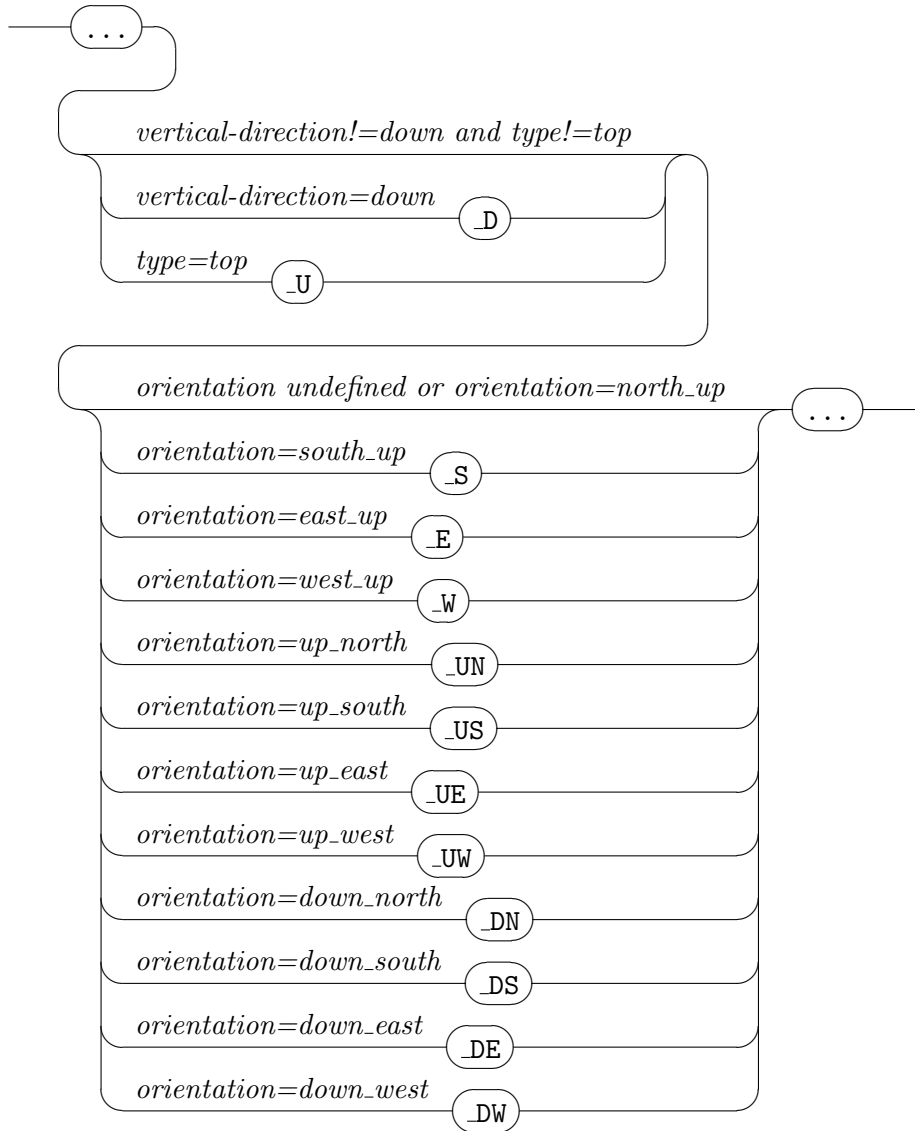 ...
vertical-direction!=down and type!=top
vertical-direction=down _D
type=top _U
orientation undefined or orientation=north_up ...
orientation=south_up _S
orientation=east_up _E
orientation=west_up _W
orientation=up_north _UN
orientation=up_south _US
orientation=up_east _UE
orientation=up_west _UW
orientation=down_north _DN
orientation=down_south _DS
orientation=down_east _DE
orientation=down_west _DW